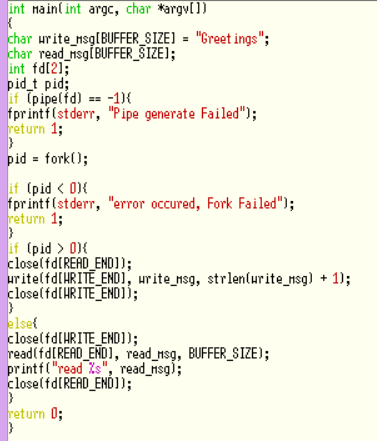 int main(int argc, char *argv[])
{
char write_msg[BUFFER_SIZE] = "Greetings";
char read_msg[BUFFER_SIZE];
int fd[2];
pid_t pid;
if (pipe(fd) == -1){
fprintf(stderr, "Pipe generate Failed");
return 1;
}
pid = fork();

if (pid < 0){
fprintf(stderr, "error occured, Fork Failed");
return 1;
}
if (pid > 0){
close(fd[READ_END]);
write(fd[WRITE_END], write_msg, strlen(write_msg) + 1);
close(fd[WRITE_END]);
}
else{
close(fd[WRITE_END]);
read(fd[READ_END], read_msg, BUFFER_SIZE);
printf("read %s", read_msg);
close(fd[READ_END]);
}
return 0;
}